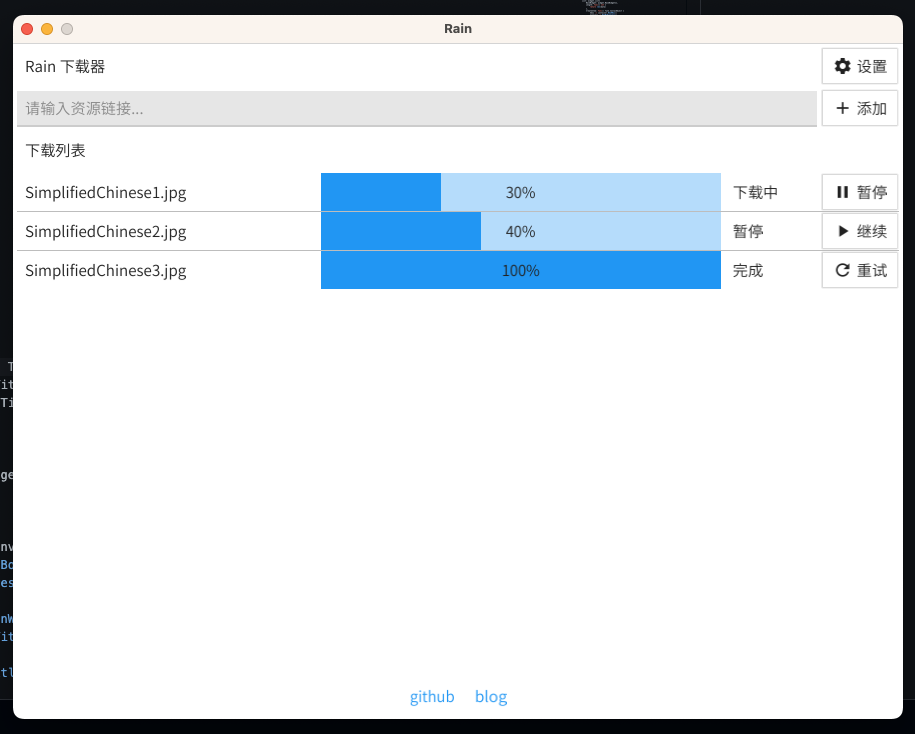 Rain
Rain 下载器 设置
请输入资源链接... 添加
下载列表
SimplifiedChinese1.jpg 30% 下载中 暂停
SimplifiedChinese2.jpg 40% 暂停 继续
SimplifiedChinese3.jpg 100% 完成 重试
github blog